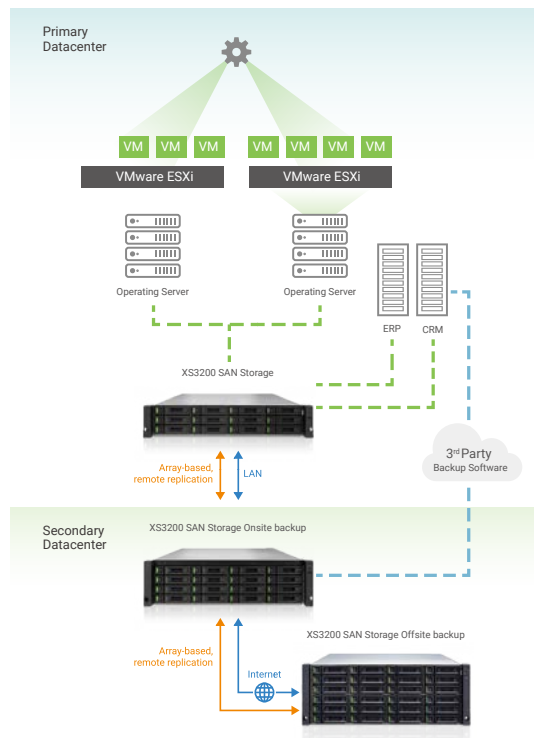 Primary
Datacenter
VM VM VM VM VM VM VM
VMware ESXi VMware ESXi
Operating Server Operating Server
ERP CRM
XS3200 SAN Storage
3rd Party
Backup Software
Array-based,
remote replication
LAN
Secondary
Datacenter
XS3200 SAN Storage Onsite backup
XS3200 SAN Storage Offsite backup
Array-based,
remote replication
Internet